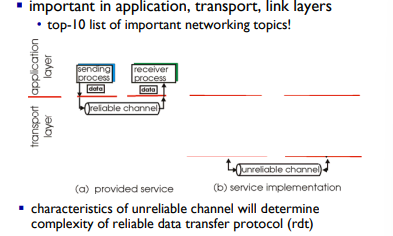 important in application, transport, link layers
top-10 list of important networking topics!
application
layer
transport
layer
sending
process
receiver
process
data
data
reliable channel
unreliable channel
(a) provided service
(b) service implementation
characteristics of unreliable channel will determine
complexity of reliable data transfer protocol (rdt)